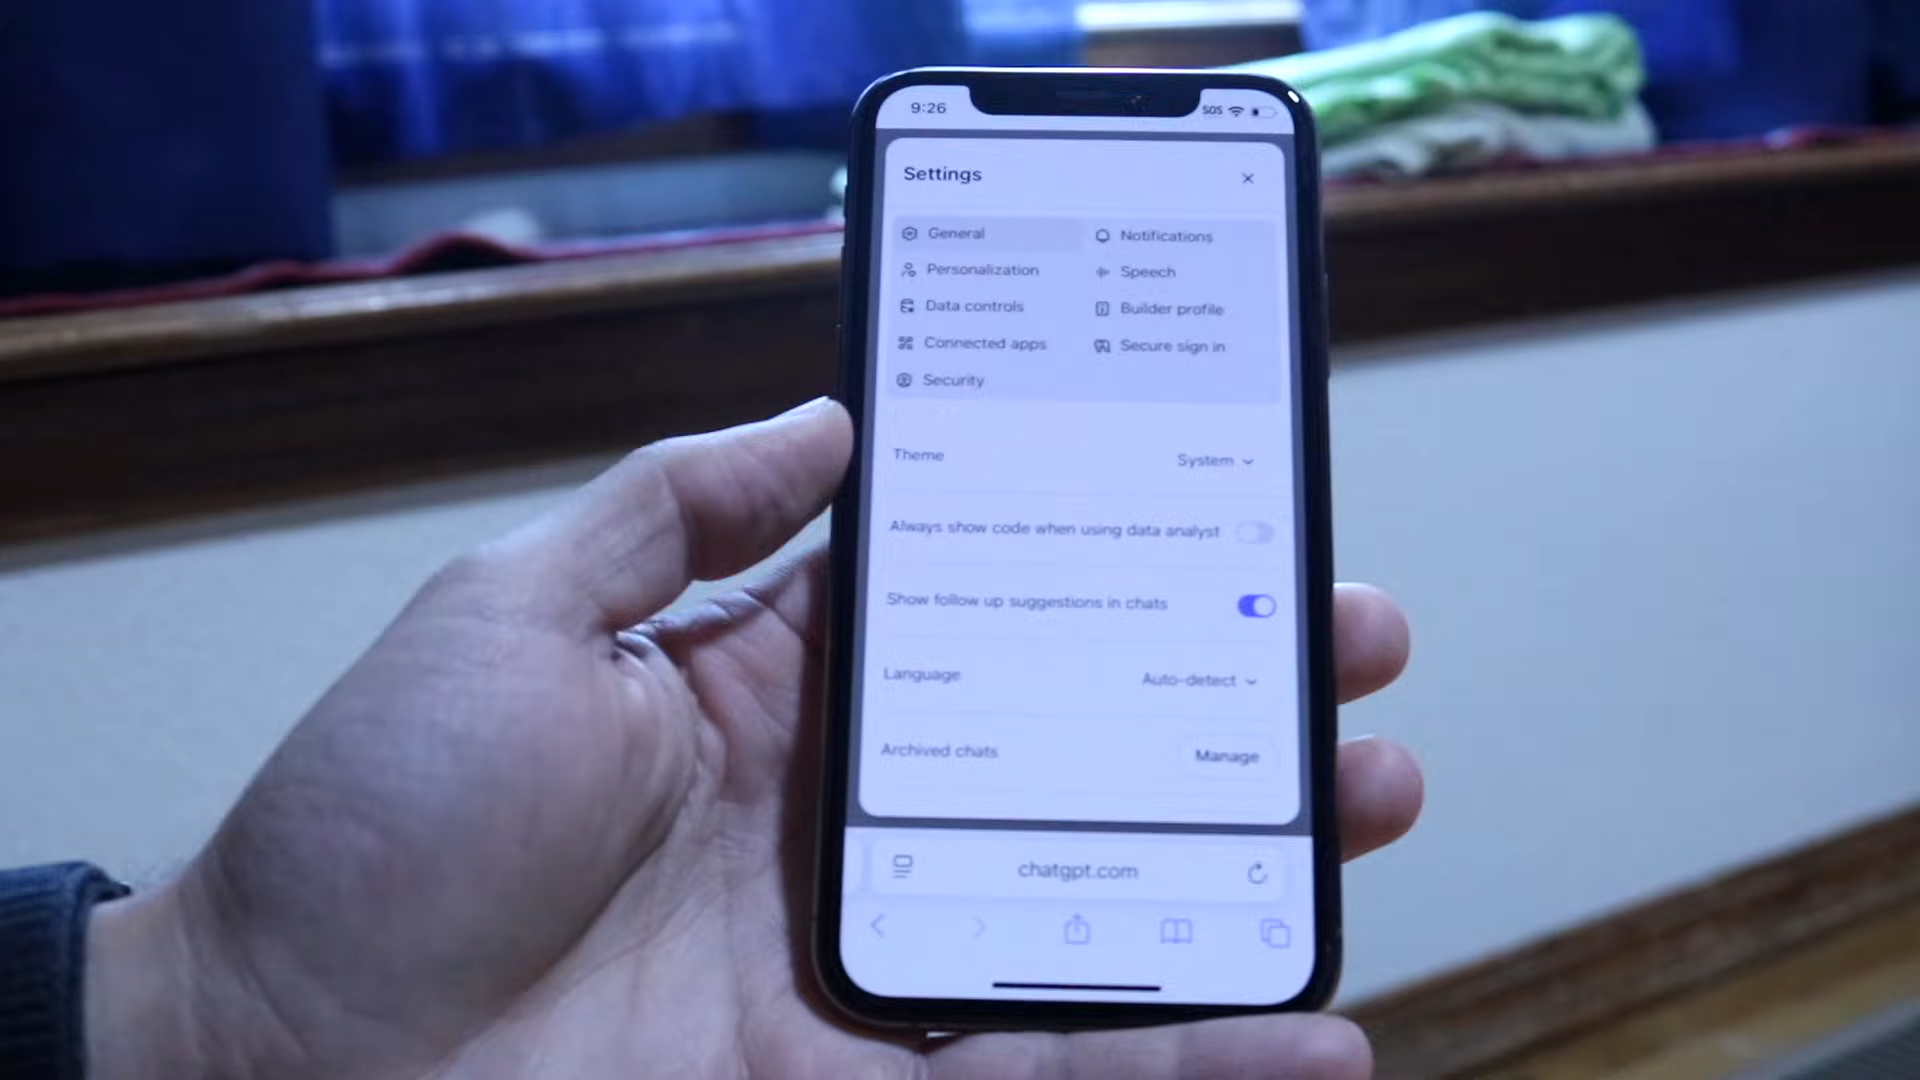 9:26 SOS
Settings
General
Notifications
Personalization
Speech
Data controls
Builder profile
Connected apps
Secure sign in
Security
Theme System
Always show code when using data analyst
Show follow up suggestions in chats
Language Auto-detect
Archived chats Manage
chatgpt.com